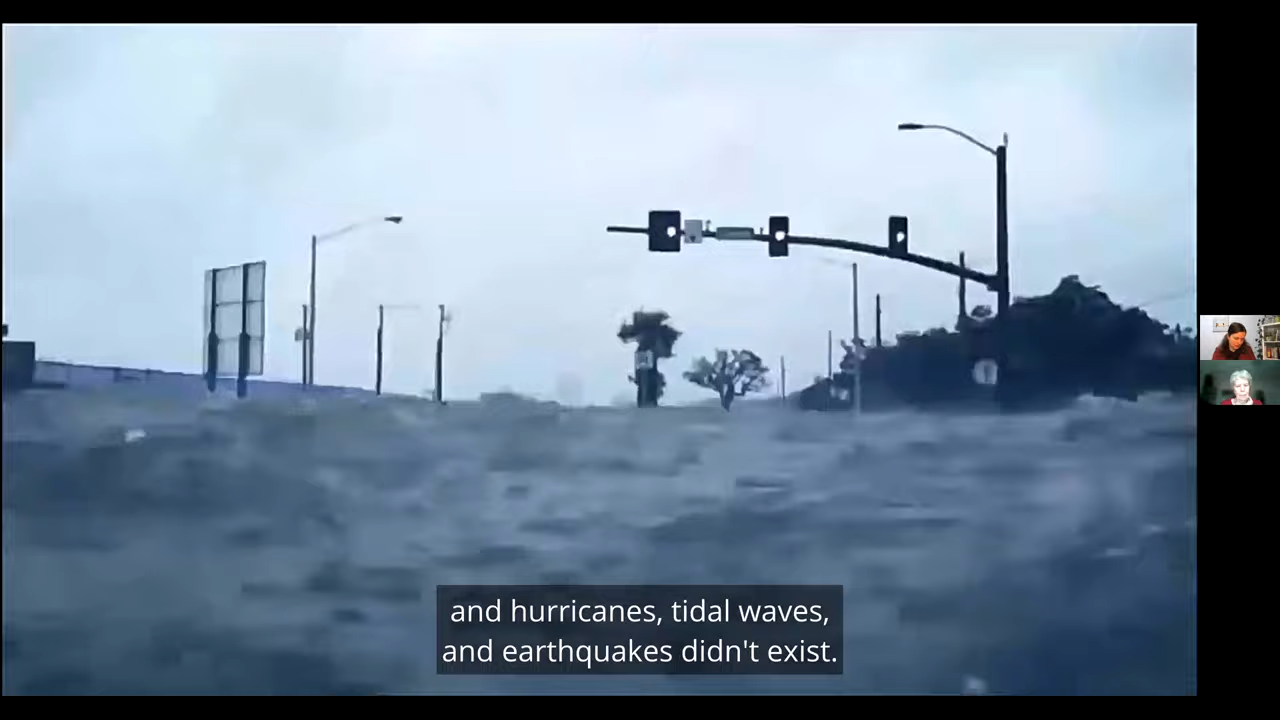 and hurricanes, tidal waves,
and earthquakes didn't exist.